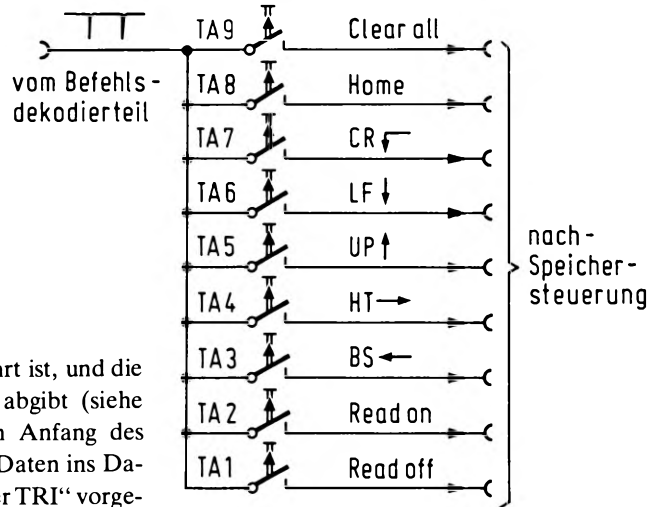 TA9 Clear all
vom Befehls-
dekodierteil
TA8 Home
TA7 CR
TA6 LF
TA5 UP
TA4 HT
TA3 BS
TA2 Read on
TA1 Read off
nach-
Speicher-
steuerung
rt ist, und die
abgibt (siehe
Anfang des
Daten ins Da-
TRI“ vorge-